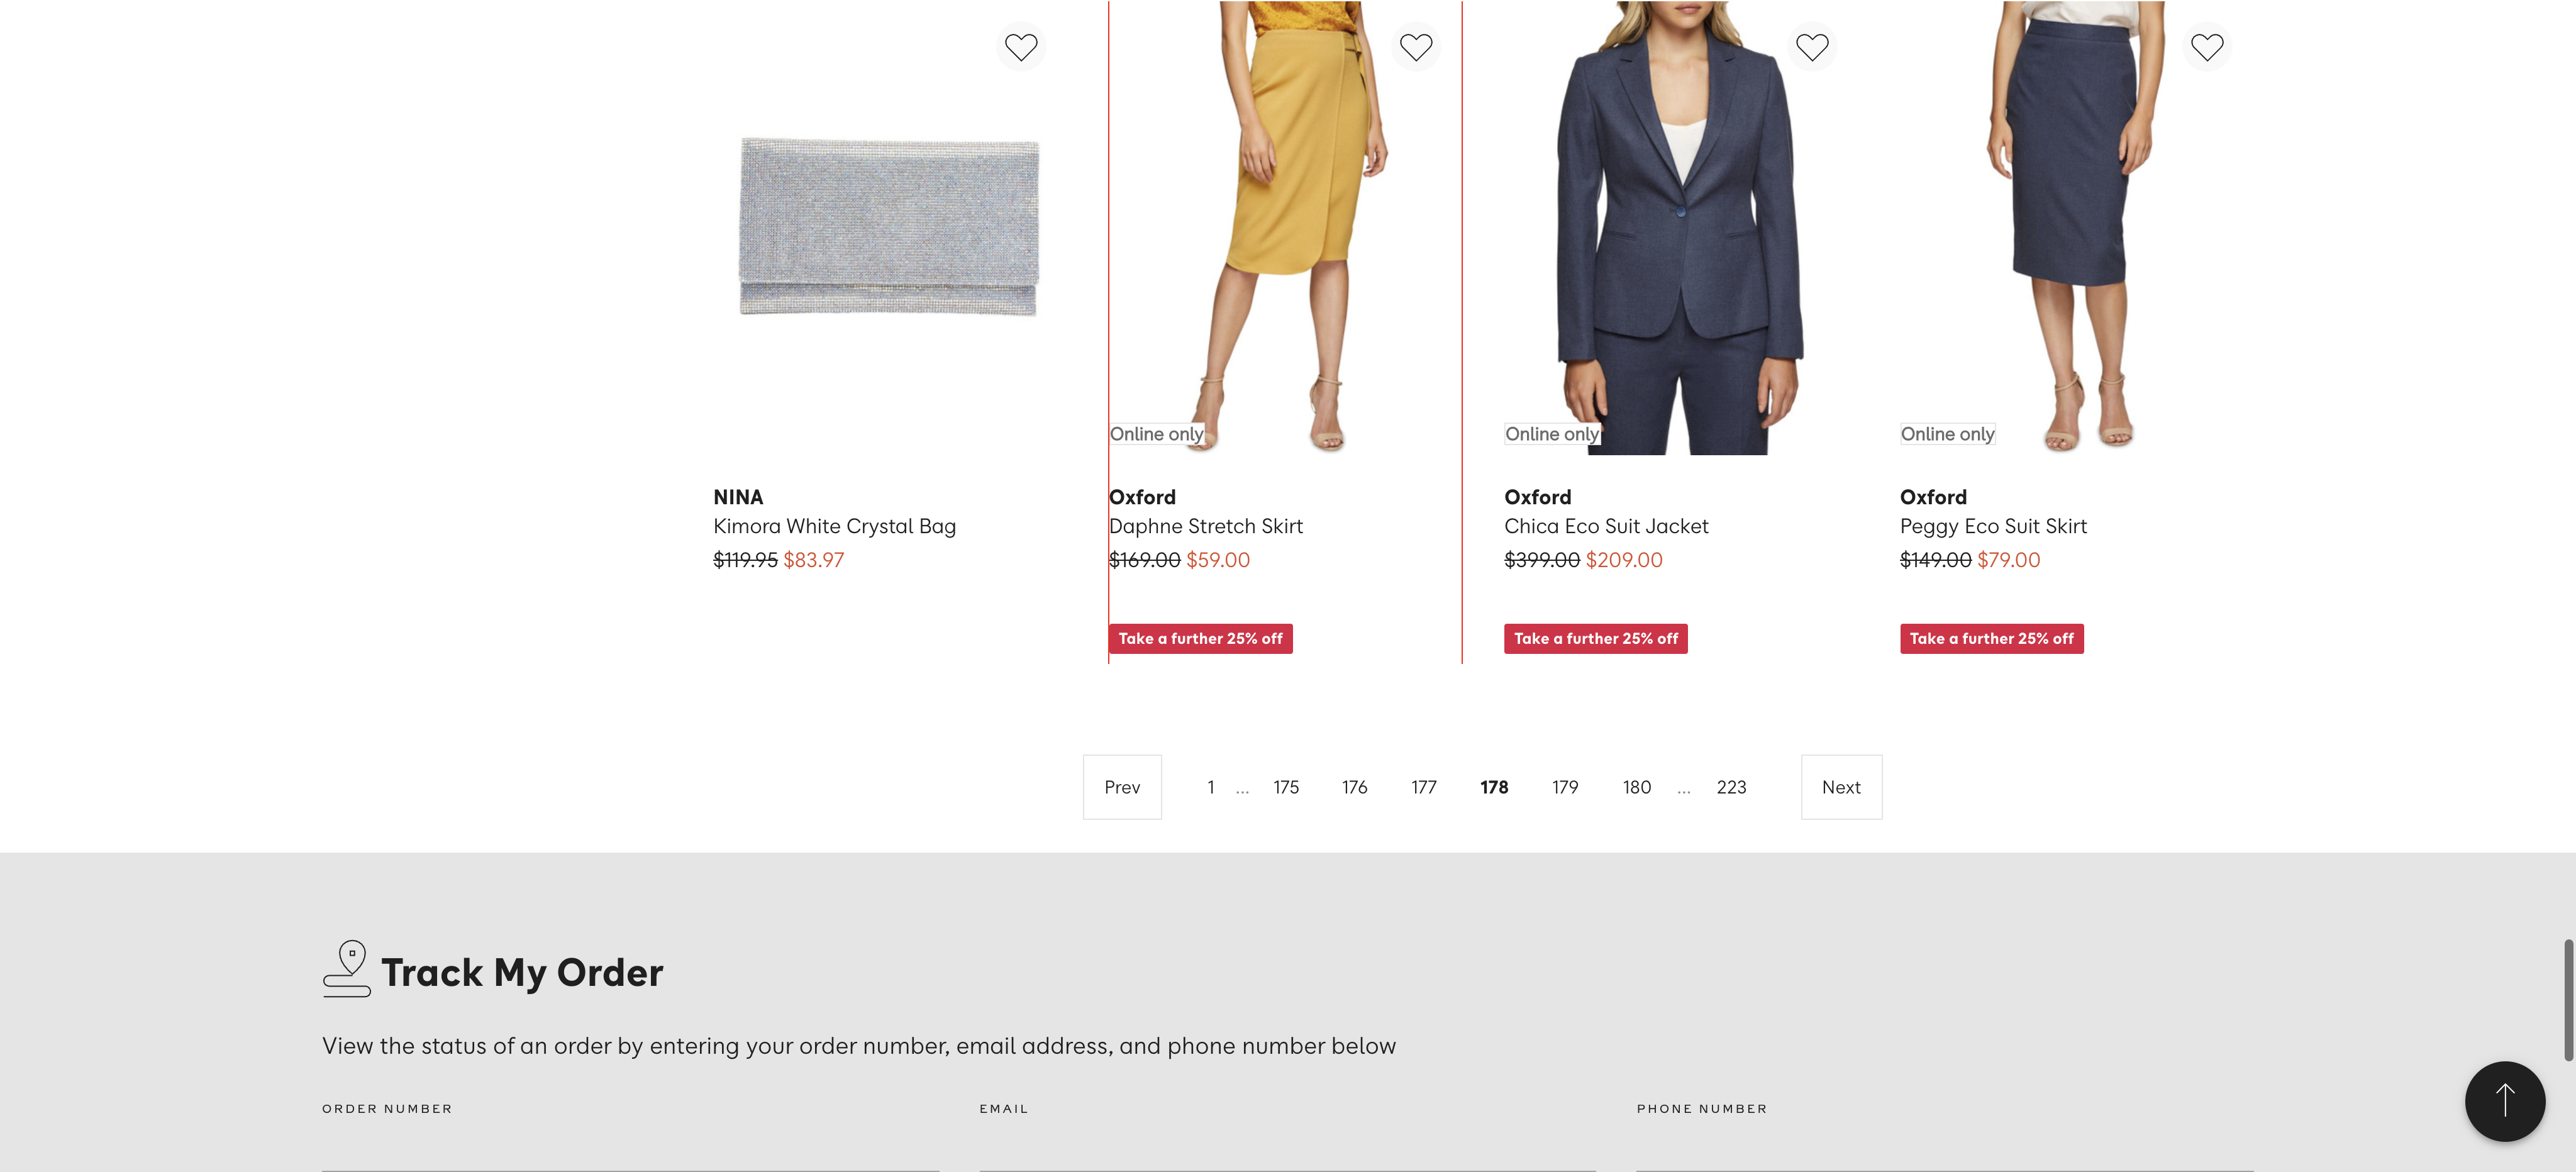 Online only
Online only
Online only
NINA
Kimora White Crystal Bag
$119.95 $83.97
Oxford
Daphne Stretch Skirt
$169.00 $59.00
Take a further 25% off
Oxford
Chica Eco Suit Jacket
$399.00 $209.00
Take a further 25% off
Oxford
Peggy Eco Suit Skirt
$149.00 $79.00
Take a further 25% off
Prev 1 ... 175 176 177 178 179 180 ... 223 Next
Track My Order
View the status of an order by entering your order number, email address, and phone number below
ORDER NUMBER
EMAIL
PHONE NUMBER